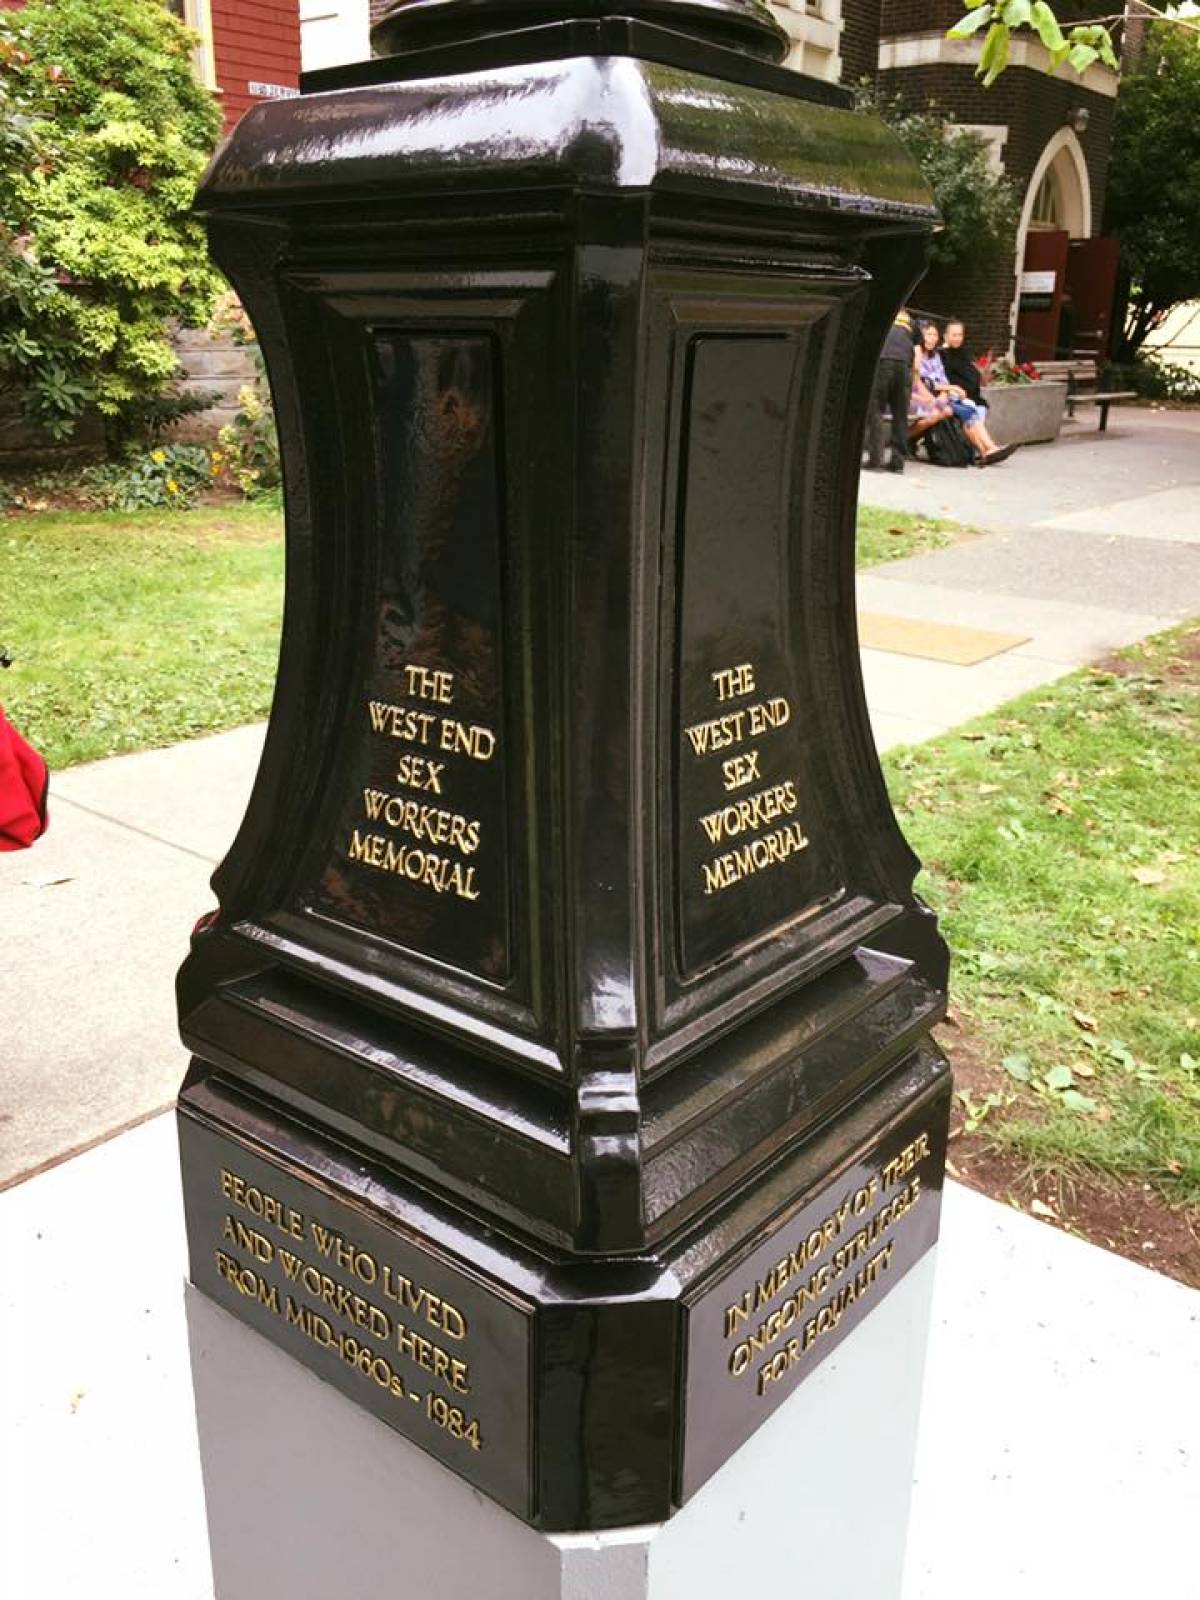 THE
WEST END
SEX
WORKERS
MEMORIAL
THE
WEST END
SEX
WORKERS
MEMORIAL
PEOPLE WHO LIVED
AND WORKED HERE
FROM MID-1960s - 1984
IN MEMORY OF THEIR
ONGOING STRUGGLE
FOR EQUALITY